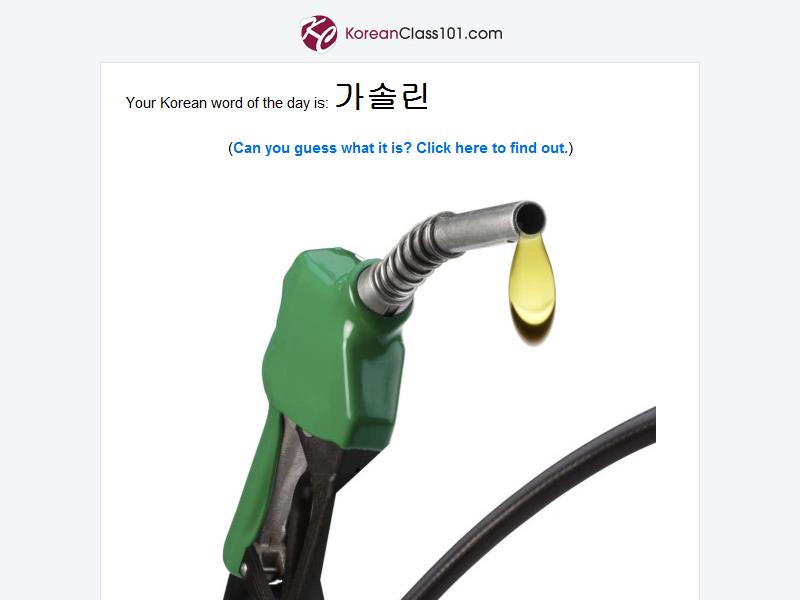 KoreanClass101.com
Your Korean word of the day is: 가솔린
(Can you guess what it is? Click here to find out.)